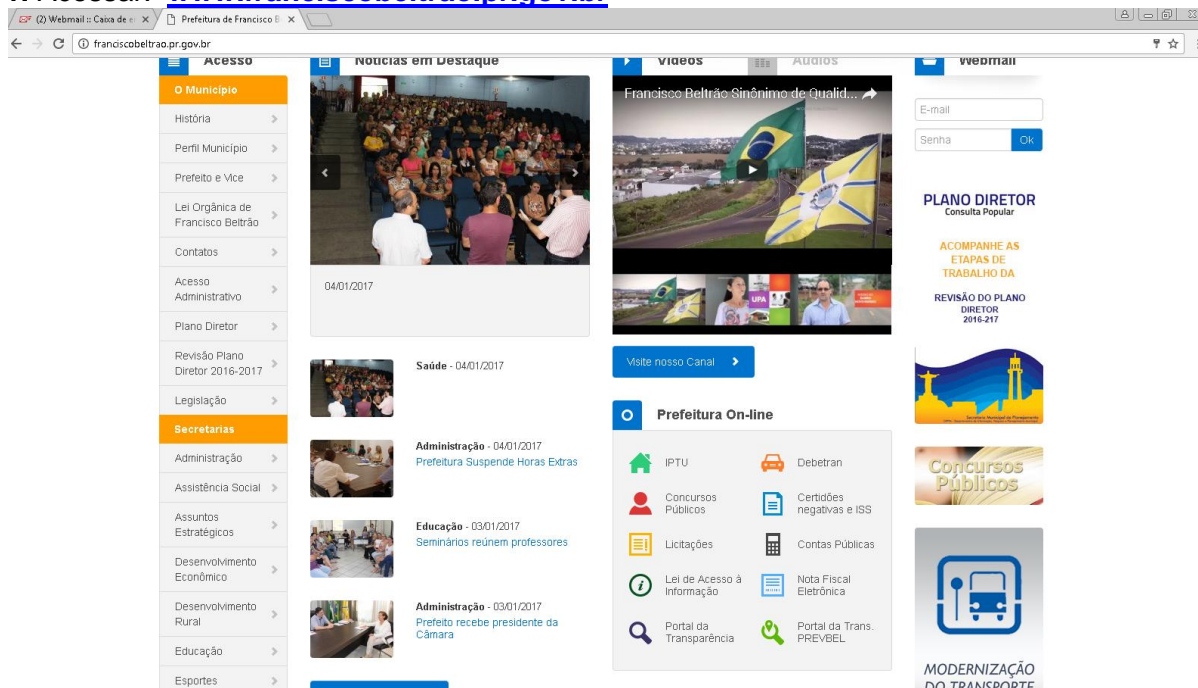 (2) Webmail :: Caixa de e
Prefeitura de Francisco B
franciscobeltrao.pr.gov.br
Acesso
O Município
História
Perfil Município
Prefeito e Vice
Lei Orgânica de
Francisco Beltrão
Contatos
Acesso
Administrativo
Plano Diretor
Revisão Plano
Diretor 2016-2017
Legislação
Secretarias
Administração
Assistência Social
Assuntos
Estratégicos
Desenvolvimento
Econômico
Desenvolvimento
Rural
Educação
Esportes
Notícias em Destaque
04/01/2017
Saúde - 04/01/2017
Administração - 04/01/2017
Prefeitura Suspende Horas Extras
Educação - 03/01/2017
Seminários reúnem professores
Administração - 03/01/2017
Prefeito recebe presidente da
Câmara
Vídeos
Áudios
Francisco Beltrão Sinônimo de Qualid...
UPA
Visite nosso Canal
Prefeitura On-line
IPTU
Debetran
Concursos
Públicos
Certidões
negativas e ISS
Licitações
Contas Públicas
Lei de Acesso à
Informação
Nota Fiscal
Eletrônica
Portal da
Transparência
Portal da Trans.
PREVBEL
Webmail
E-mail
Senha
Ok
PLANO DIRETOR
Consulta Popular
ACOMPANHE AS
ETAPAS DE
TRABALHO DA
REVISÃO DO PLANO
DIRETOR
2016-217
Concursos
Públicos
MODERNIZAÇÃO
DO TRANSPORTE